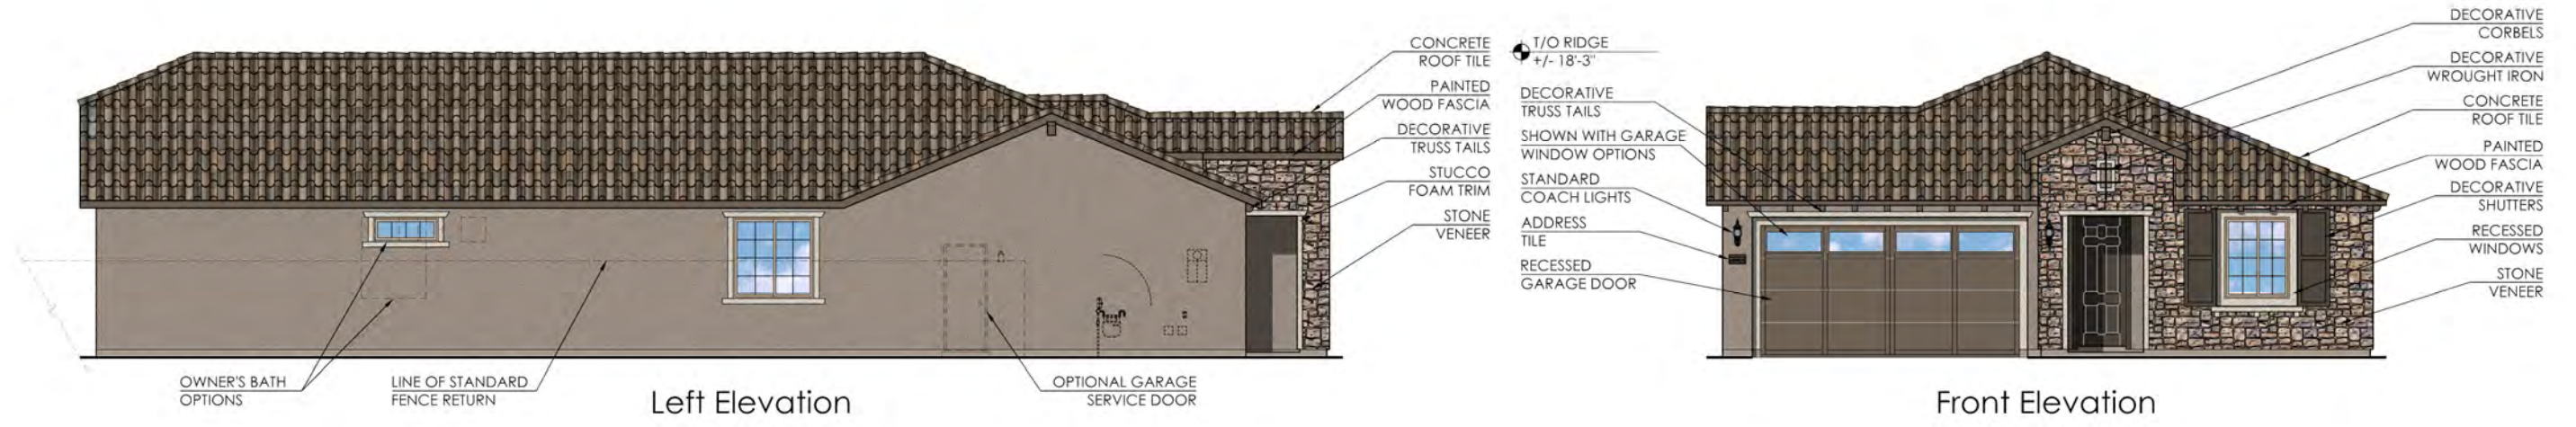 CONCRETE
ROOF TILE
PAINTED
WOOD FASCIA
DECORATIVE
TRUSS TAILS
STUCCO
FOAM TRIM
STONE
VENEER
OWNER'S BATH
OPTIONS
LINE OF STANDARD
FENCE RETURN
OPTIONAL GARAGE
SERVICE DOOR
Left Elevation
T/O RIDGE
+/- 18'-3"
DECORATIVE
TRUSS TAILS
SHOWN WITH GARAGE
WINDOW OPTIONS
STANDARD
COACH LIGHTS
ADDRESS
TILE
RECESSED
GARAGE DOOR
DECORATIVE
CORBELS
DECORATIVE
WROUGHT IRON
CONCRETE
ROOF TILE
PAINTED
WOOD FASCIA
DECORATIVE
SHUTTERS
RECESSED
WINDOWS
STONE
VENEER
Front Elevation